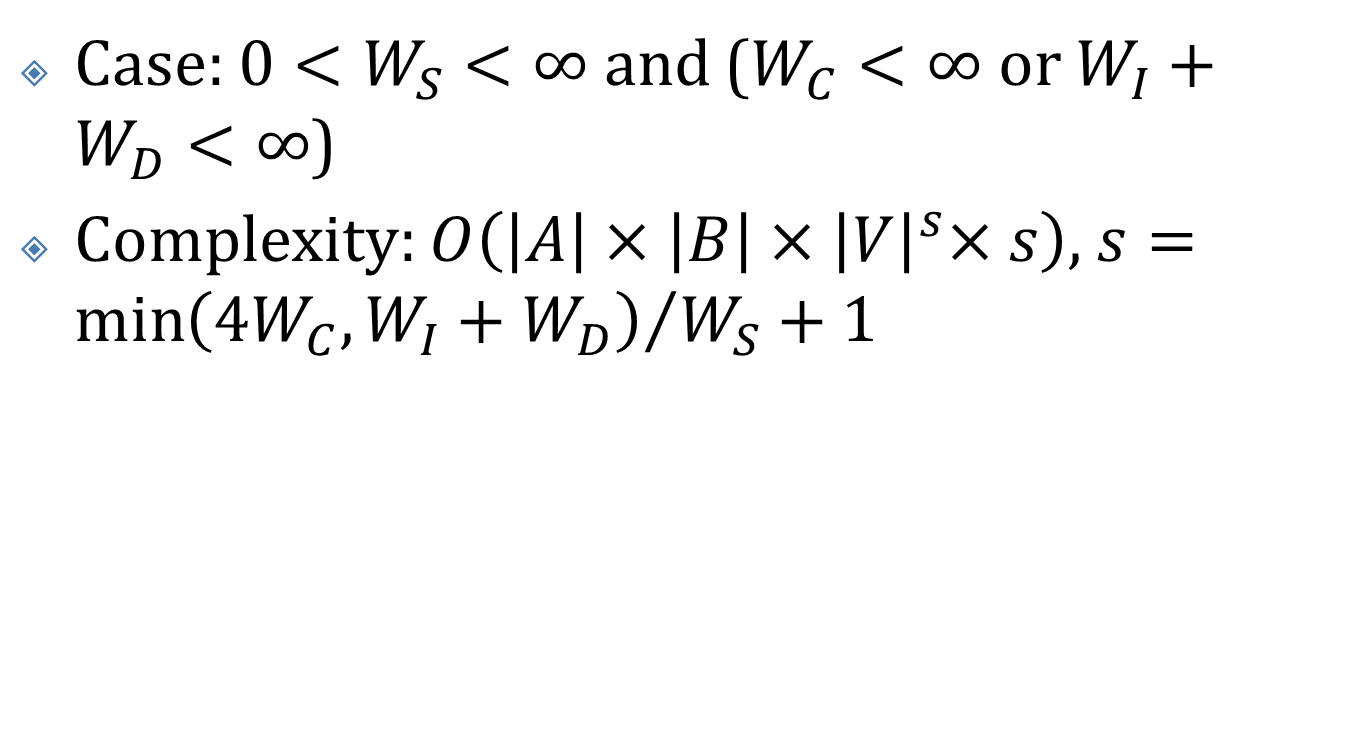 Case: 0 < W_S < ∞ and (W_C < ∞ or W_I +
W_D < ∞)
Complexity: O(|A| × |B| × |V|^s × s), s =
min(4W_C, W_I + W_D)/W_S + 1